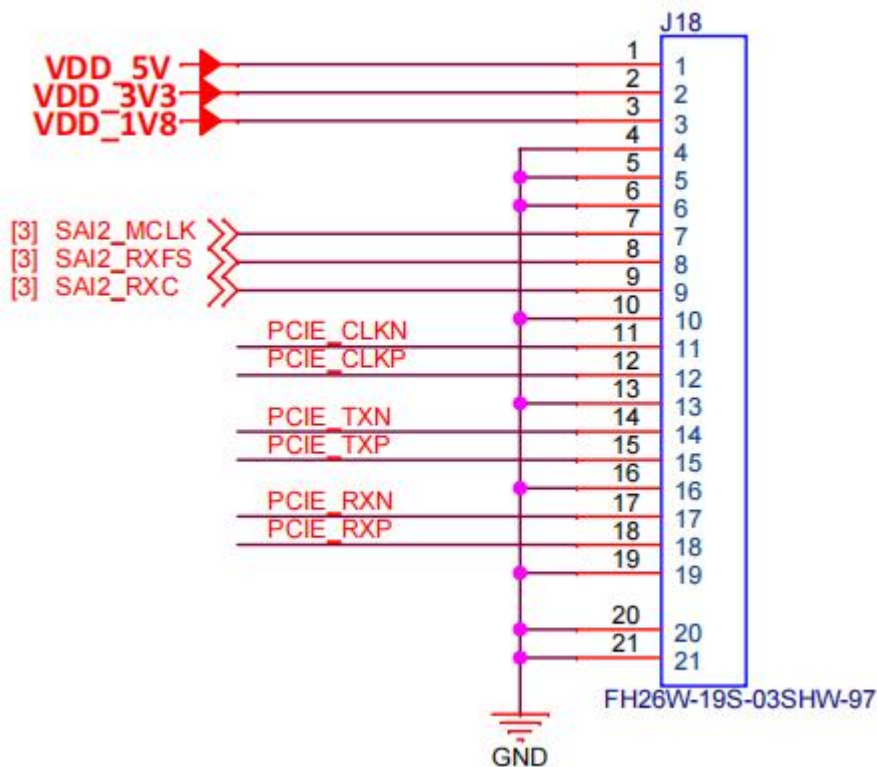 J18
VDD_5V 1 1
VDD_3V3 2 2
VDD_1V8 3 3
4 4
5 5
6 6
[3] SAI2_MCLK 7 7
[3] SAI2_RXFS 8 8
[3] SAI2_RXC 9 9
10 10
PCIE_CLKN 11 11
PCIE_CLKP 12 12
13 13
PCIE_TXN 14 14
PCIE_TXP 15 15
16 16
PCIE_RXN 17 17
PCIE_RXP 18 18
19 19
20 20
21 21
FH26W-19S-03SHW-97
GND